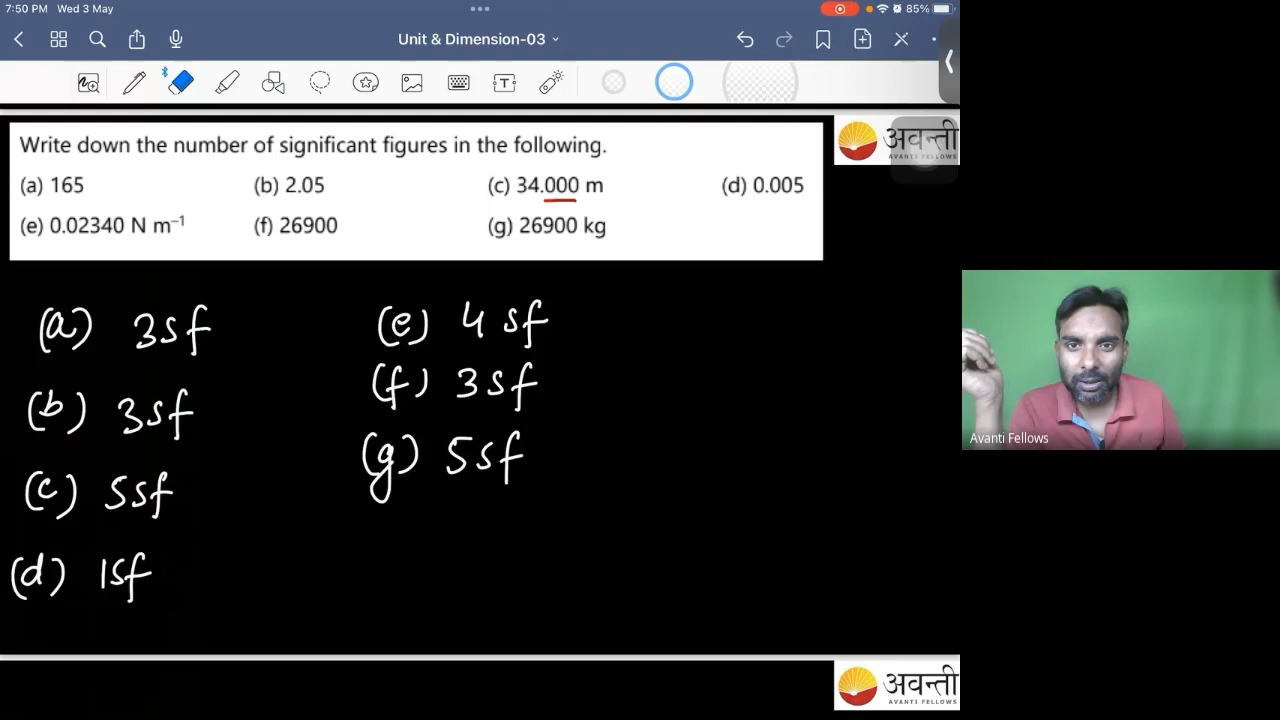 7:50 PM Wed 3 May
85%
Unit & Dimension-03
Write down the number of significant figures in the following.
(a) 165 (b) 2.05 (c) 34.000 m (d) 0.005
(e) 0.02340 N m⁻¹ (f) 26900 (g) 26900 kg
अवन्ती
AVANTI FELLOWS
(a) 3sf
(b) 3sf
(c) 5sf
(d) 1sf
(e) 4 sf
(f) 3sf
(g) 5sf
Avanti Fellows
अवन्ती
AVANTI FELLOWS